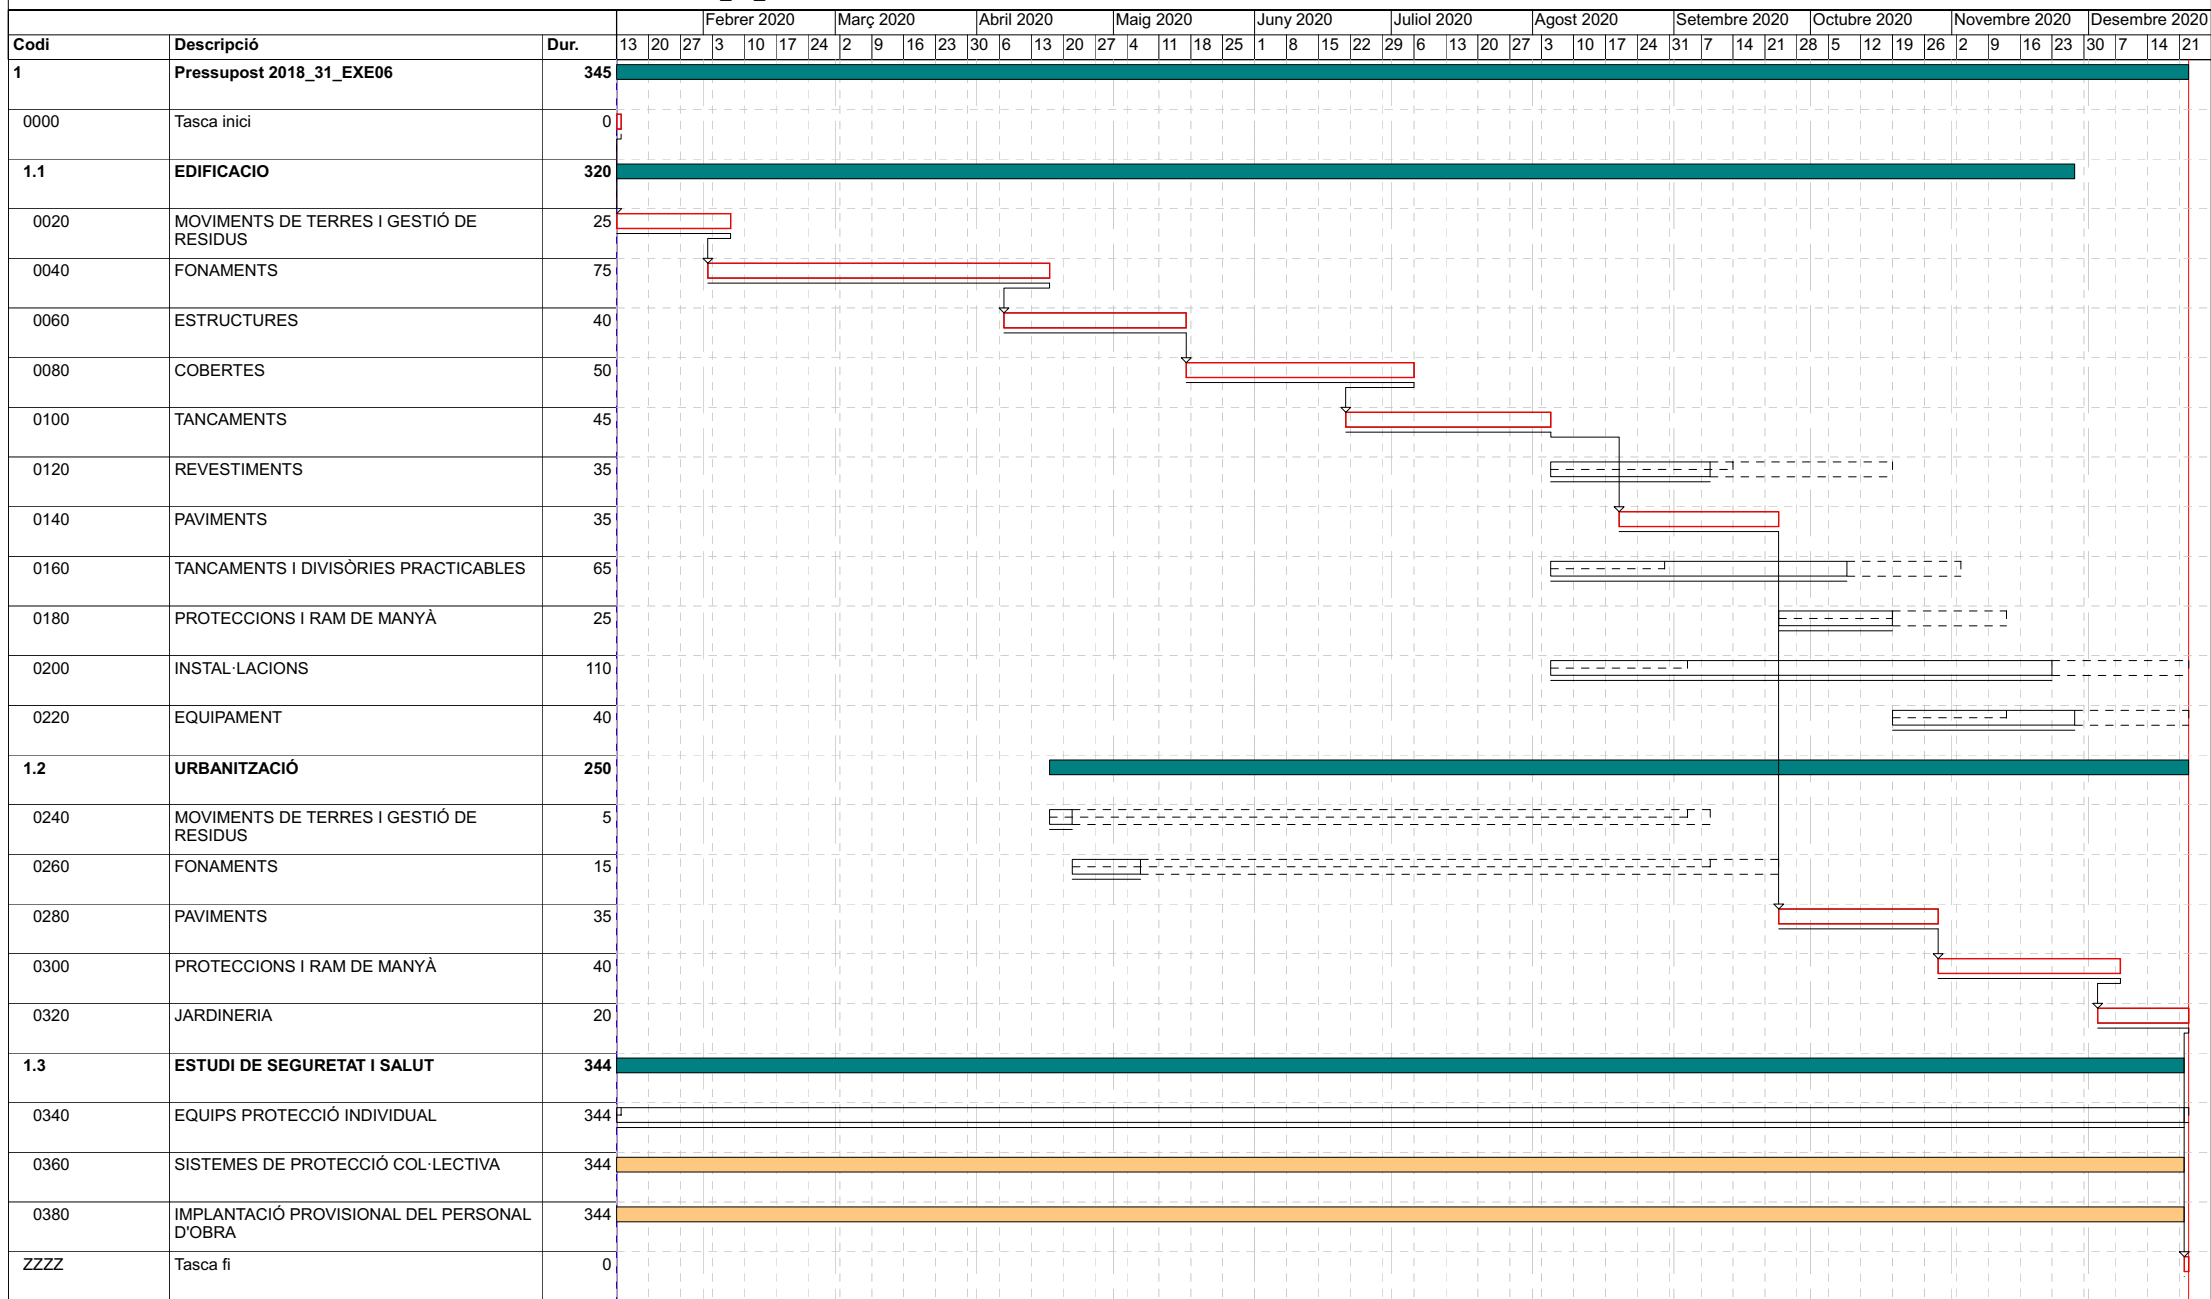 Febrer 2020 Març 2020 Abril 2020 Maig 2020 Juny 2020 Juliol 2020 Agost 2020 Setembre 2020 Octubre 2020 Novembre 2020 Desembre 2020
Codi Descripció Dur. 13 20 27 3 10 17 24 2 9 16 23 30 6 13 20 27 4 11 18 25 1 8 15 22 29 6 13 20 27 3 10 17 24 31 7 14 21 28 5 12 19 26 2 9 16 23 30 7 14 21
1 Pressupost 2018_31_EXE06 345
0000 Tasca inici 0
1.1 EDIFICACIO 320
0020 MOVIMENTS DE TERRES I GESTIÓ DE 25
RESIDUS
0040 FONAMENTS 75
0060 ESTRUCTURES 40
0080 COBERTES 50
0100 TANCAMENTS 45
0120 REVESTIMENTS 35
0140 PAVIMENTS 35
0160 TANCAMENTS I DIVISÒRIES PRACTICABLES 65
0180 PROTECCIONS I RAM DE MANYÀ 25
0200 INSTAL·LACIONS 110
0220 EQUIPAMENT 40
1.2 URBANITZACIÓ 250
0240 MOVIMENTS DE TERRES I GESTIÓ DE 5
RESIDUS
0260 FONAMENTS 15
0280 PAVIMENTS 35
0300 PROTECCIONS I RAM DE MANYÀ 40
0320 JARDINERIA 20
1.3 ESTUDI DE SEGURETAT I SALUT 344
0340 EQUIPS PROTECCIÓ INDIVIDUAL 344
0360 SISTEMES DE PROTECCIÓ COL·LECTIVA 344
0380 IMPLANTACIÓ PROVISIONAL DEL PERSONAL 344
D'OBRA
ZZZZ Tasca fi 0